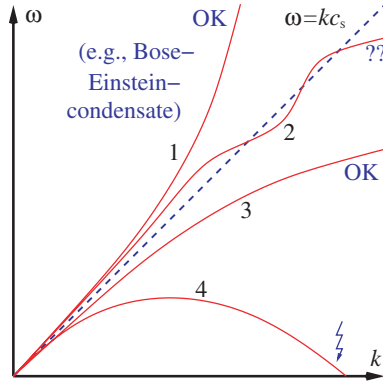 ω
OK
ω=kcₛ
(e.g., Bose−
Einstein−
condensate)
??
1
2
3
OK
4
k